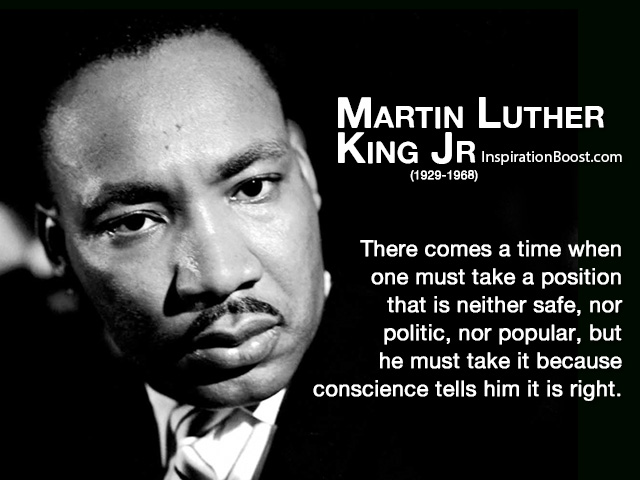 MARTIN LUTHER
KING JR InspirationBoost.com
(1929-1968)
There comes a time when
one must take a position
that is neither safe, nor
politic, nor popular, but
he must take it because
conscience tells him it is right.